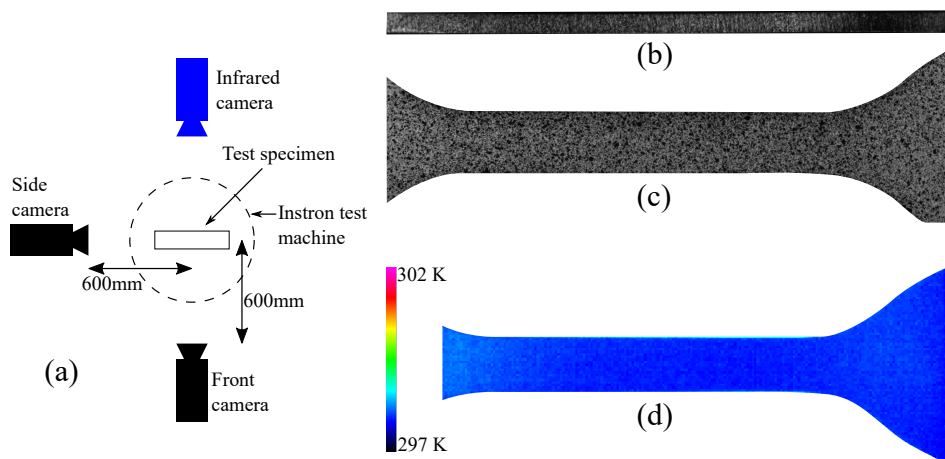 Infrared
camera
Test specimen
Side
camera
Instron test
machine
600mm
600mm
(a)
Front
camera
(b)
(c)
302 K
297 K
(d)